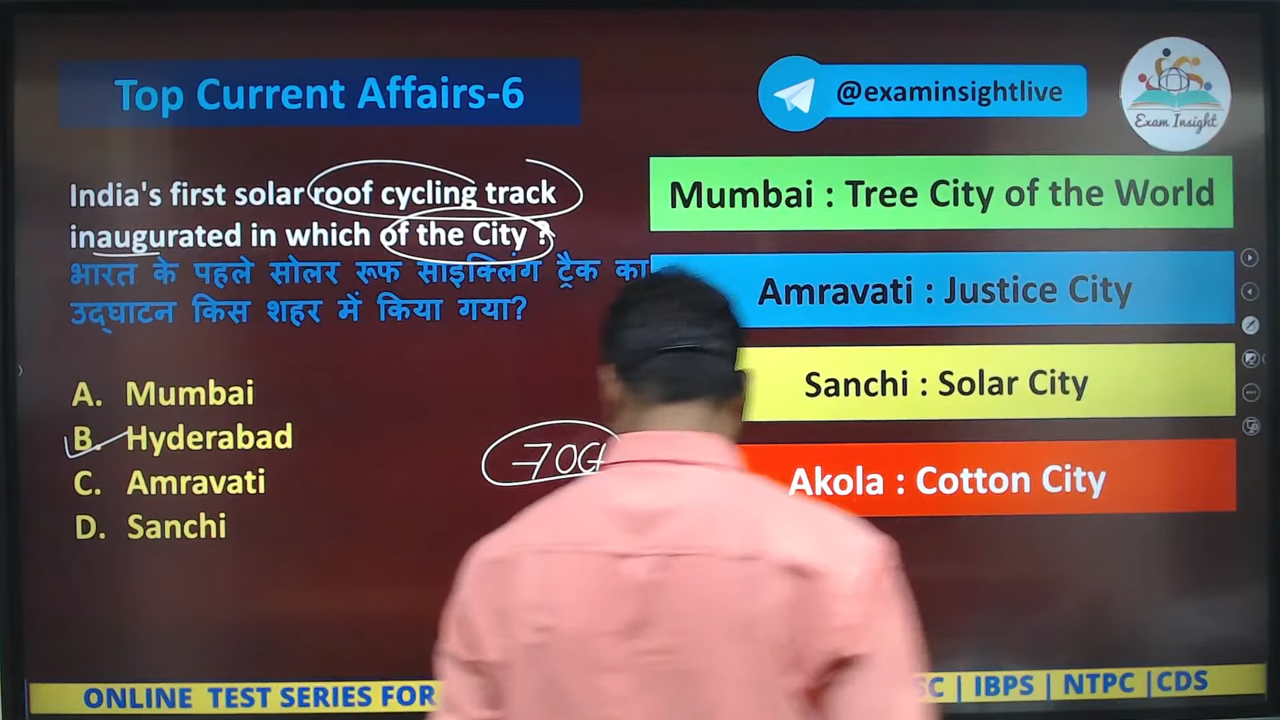 Top Current Affairs-6
@examinsightlive
Exam Insight
India's first solar roof cycling track
inaugurated in which of the City ?
भारत के पहले सोलर रूफ साइक्लिंग ट्रैक का
उद्घाटन किस शहर में किया गया?
A. Mumbai
B. Hyderabad
C. Amravati
D. Sanchi
Mumbai : Tree City of the World
Amravati : Justice City
Sanchi : Solar City
Akola : Cotton City
ONLINE TEST SERIES FOR
| IBPS | NTPC |CDS